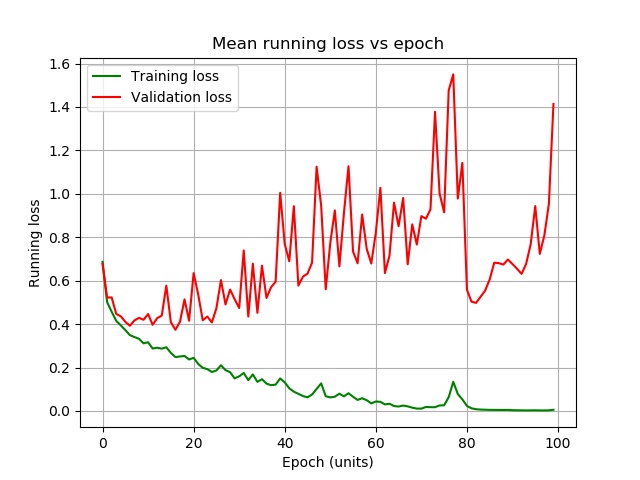 Mean running loss vs epoch
Training loss
Validation loss
Running loss
1.6
1.4
1.2
1.0
0.8
0.6
0.4
0.2
0.0
0 20 40 60 80 100
Epoch (units)